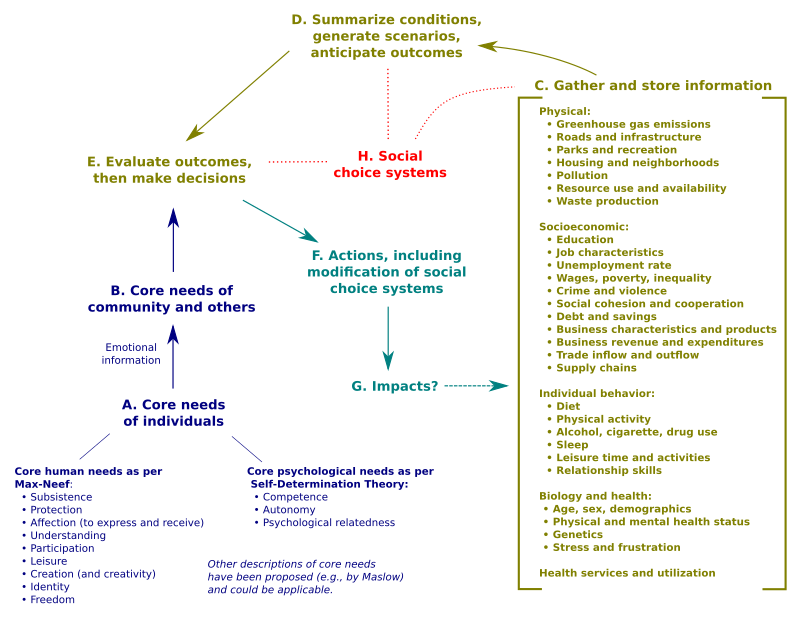 D. Summarize conditions,
generate scenarios,
anticipate outcomes
C. Gather and store information
E. Evaluate outcomes,
then make decisions
H. Social
choice systems
F. Actions, including
modification of social
choice systems
B. Core needs of
community and others
Emotional
information
G. Impacts?
A. Core needs
of individuals
Core human needs as per
Max-Neef:
• Subsistence
• Protection
• Affection (to express and receive)
• Understanding
• Participation
• Leisure
• Creation (and creativity)
• Identity
• Freedom
Core psychological needs as per
Self-Determination Theory:
• Competence
• Autonomy
• Psychological relatedness
Other descriptions of core needs
have been proposed (e.g., by Maslow)
and could be applicable.
Physical:
• Greenhouse gas emissions
• Roads and infrastructure
• Parks and recreation
• Housing and neighborhoods
• Pollution
• Resource use and availability
• Waste production
Socioeconomic:
• Education
• Job characteristics
• Unemployment rate
• Wages, poverty, inequality
• Crime and violence
• Social cohesion and cooperation
• Debt and savings
• Business characteristics and products
• Business revenue and expenditures
• Trade inflow and outflow
• Supply chains
Individual behavior:
• Diet
• Physical activity
• Alcohol, cigarette, drug use
• Sleep
• Leisure time and activities
• Relationship skills
Biology and health:
• Age, sex, demographics
• Physical and mental health status
• Genetics
• Stress and frustration
Health services and utilization